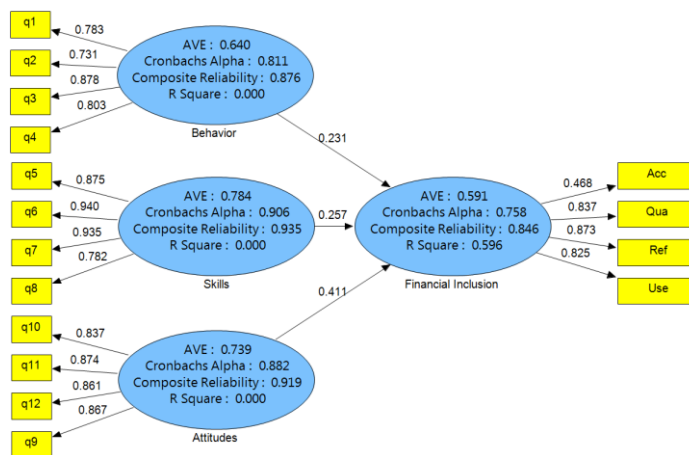 q1
0.783
q2
0.731
q3
0.878
q4
0.803
AVE : 0.640
Cronbachs Alpha : 0.811
Composite Reliability : 0.876
R Square : 0.000
Behavior
0.231
q5
0.875
q6
0.940
q7
0.935
q8
0.782
AVE : 0.784
Cronbachs Alpha : 0.906
Composite Reliability : 0.935
R Square : 0.000
Skills
0.257
q10
0.837
q11
0.874
q12
0.861
q9
0.867
AVE : 0.739
Cronbachs Alpha : 0.882
Composite Reliability : 0.919
R Square : 0.000
Attitudes
0.411
AVE : 0.591
Cronbachs Alpha : 0.758
Composite Reliability : 0.846
R Square : 0.596
Financial Inclusion
0.468
Acc
0.837
Qua
0.873
Ref
0.825
Use